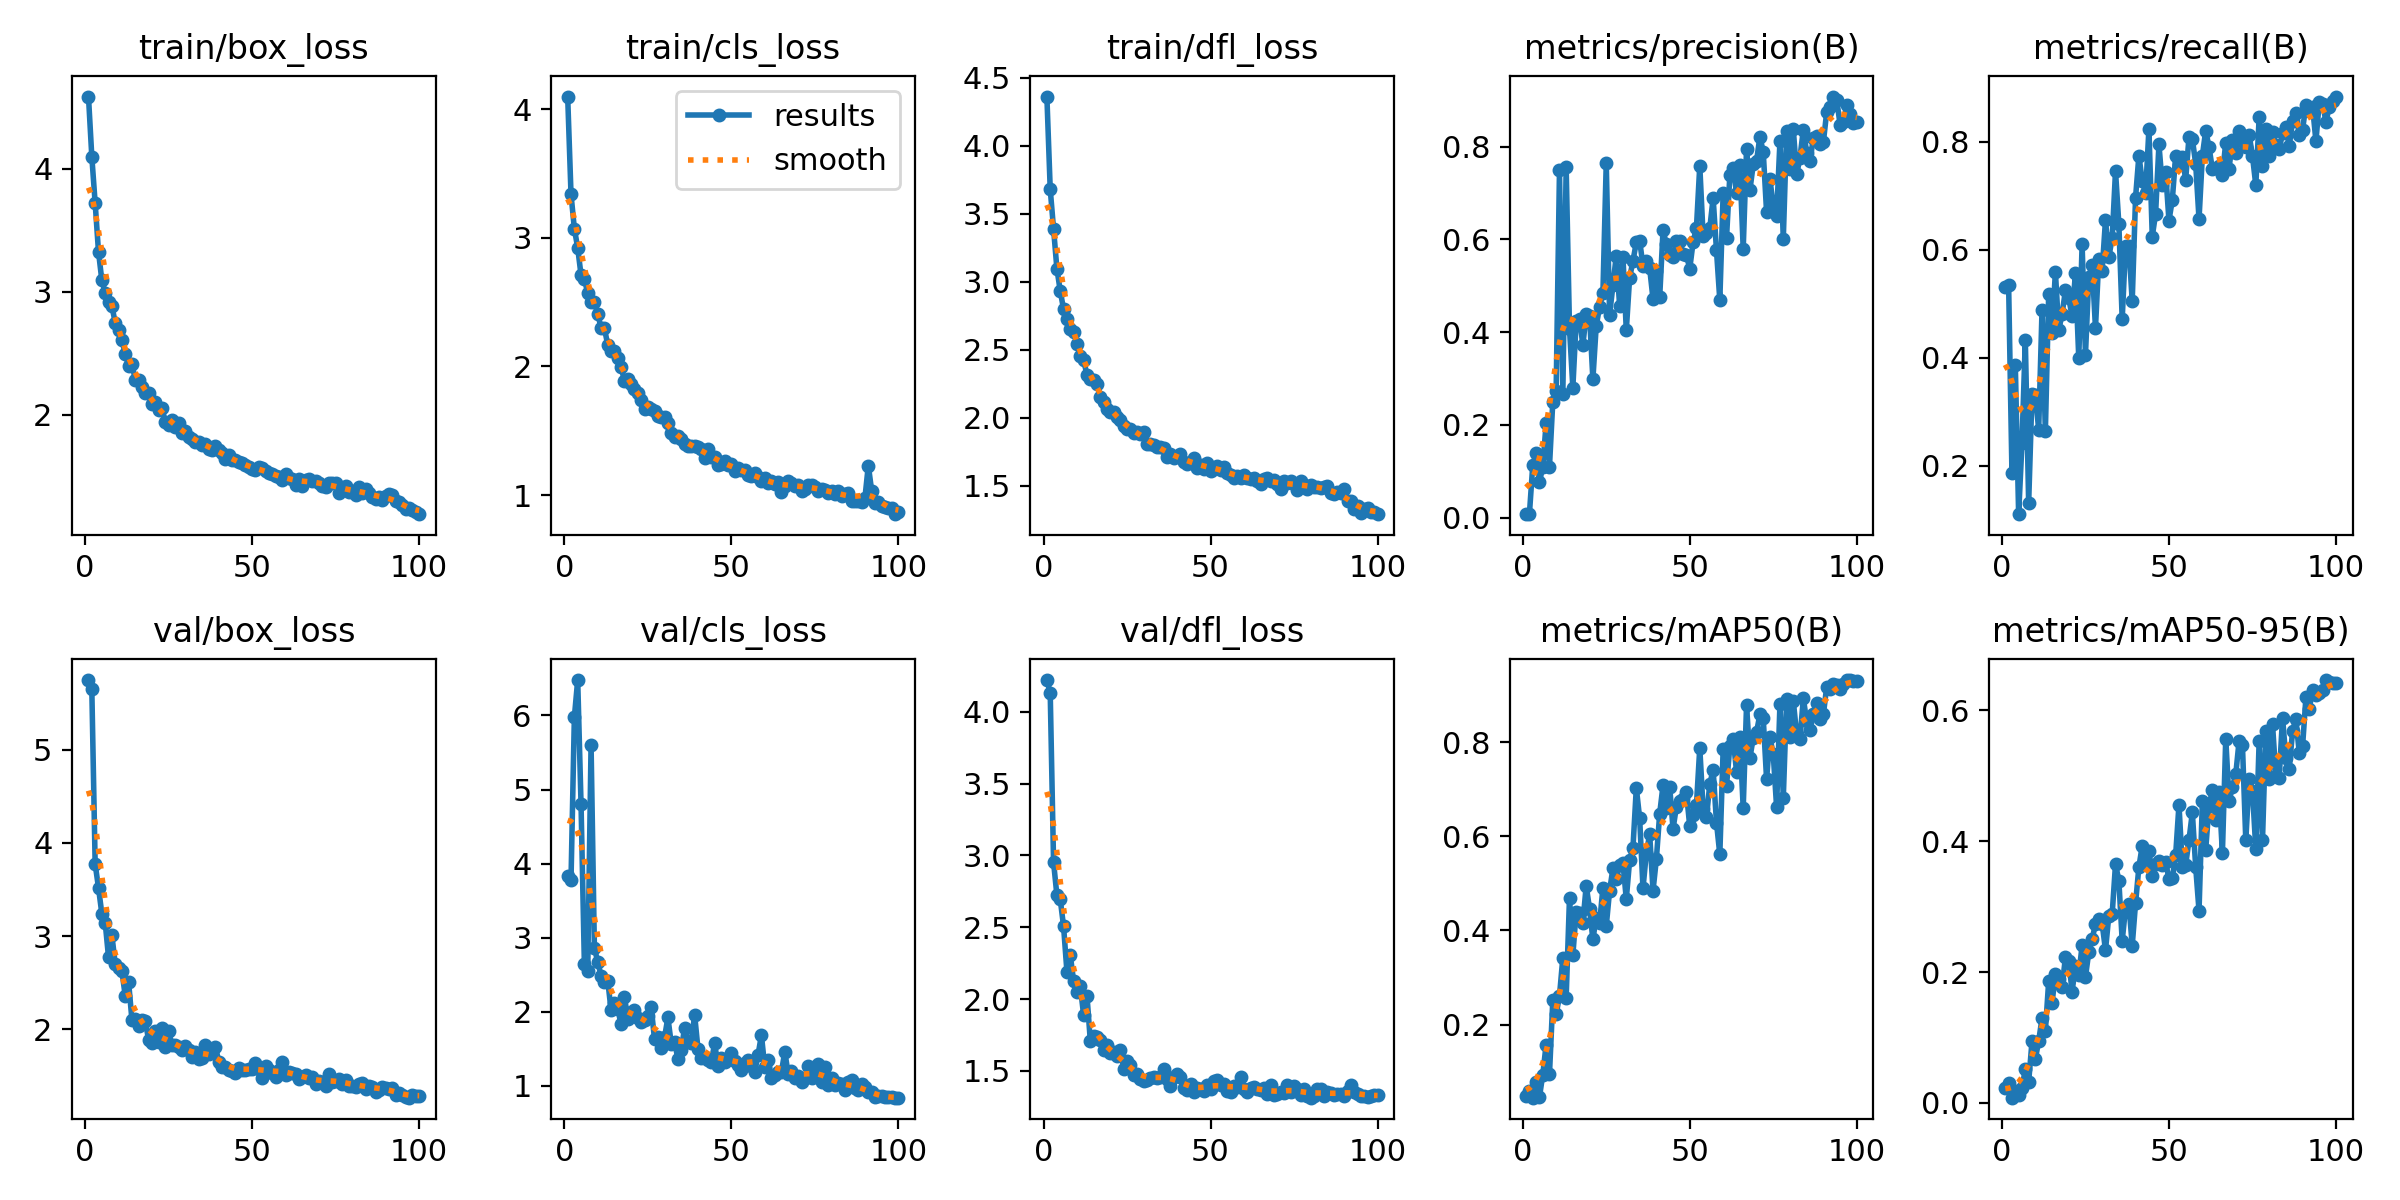 train/box_loss
4
3
2
0 50 100
train/cls_loss
results
smooth
4
3
2
1
0 50 100
train/dfl_loss
4.5
4.0
3.5
3.0
2.5
2.0
1.5
0 50 100
metrics/precision(B)
0.8
0.6
0.4
0.2
0.0
0 50 100
metrics/recall(B)
0.8
0.6
0.4
0.2
0 50 100
val/box_loss
5
4
3
2
0 50 100
val/cls_loss
6
5
4
3
2
1
0 50 100
val/dfl_loss
4.0
3.5
3.0
2.5
2.0
1.5
0 50 100
metrics/mAP50(B)
0.8
0.6
0.4
0.2
0 50 100
metrics/mAP50-95(B)
0.6
0.4
0.2
0.0
0 50 100